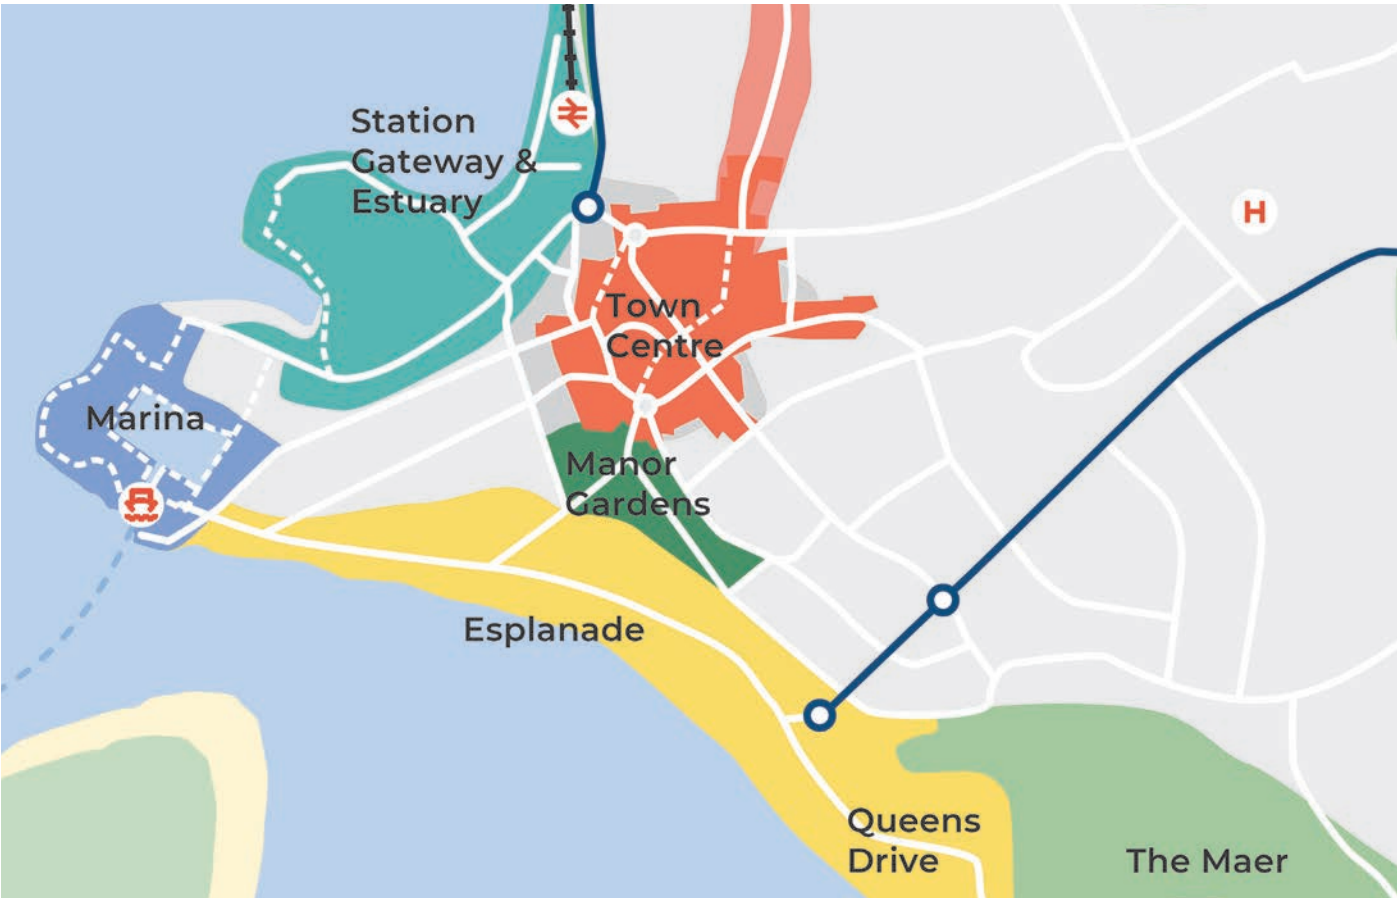 Station
Gateway &
Estuary
H
Town
Centre
Marina
Manor
Gardens
Esplanade
Queens
Drive
The Maer